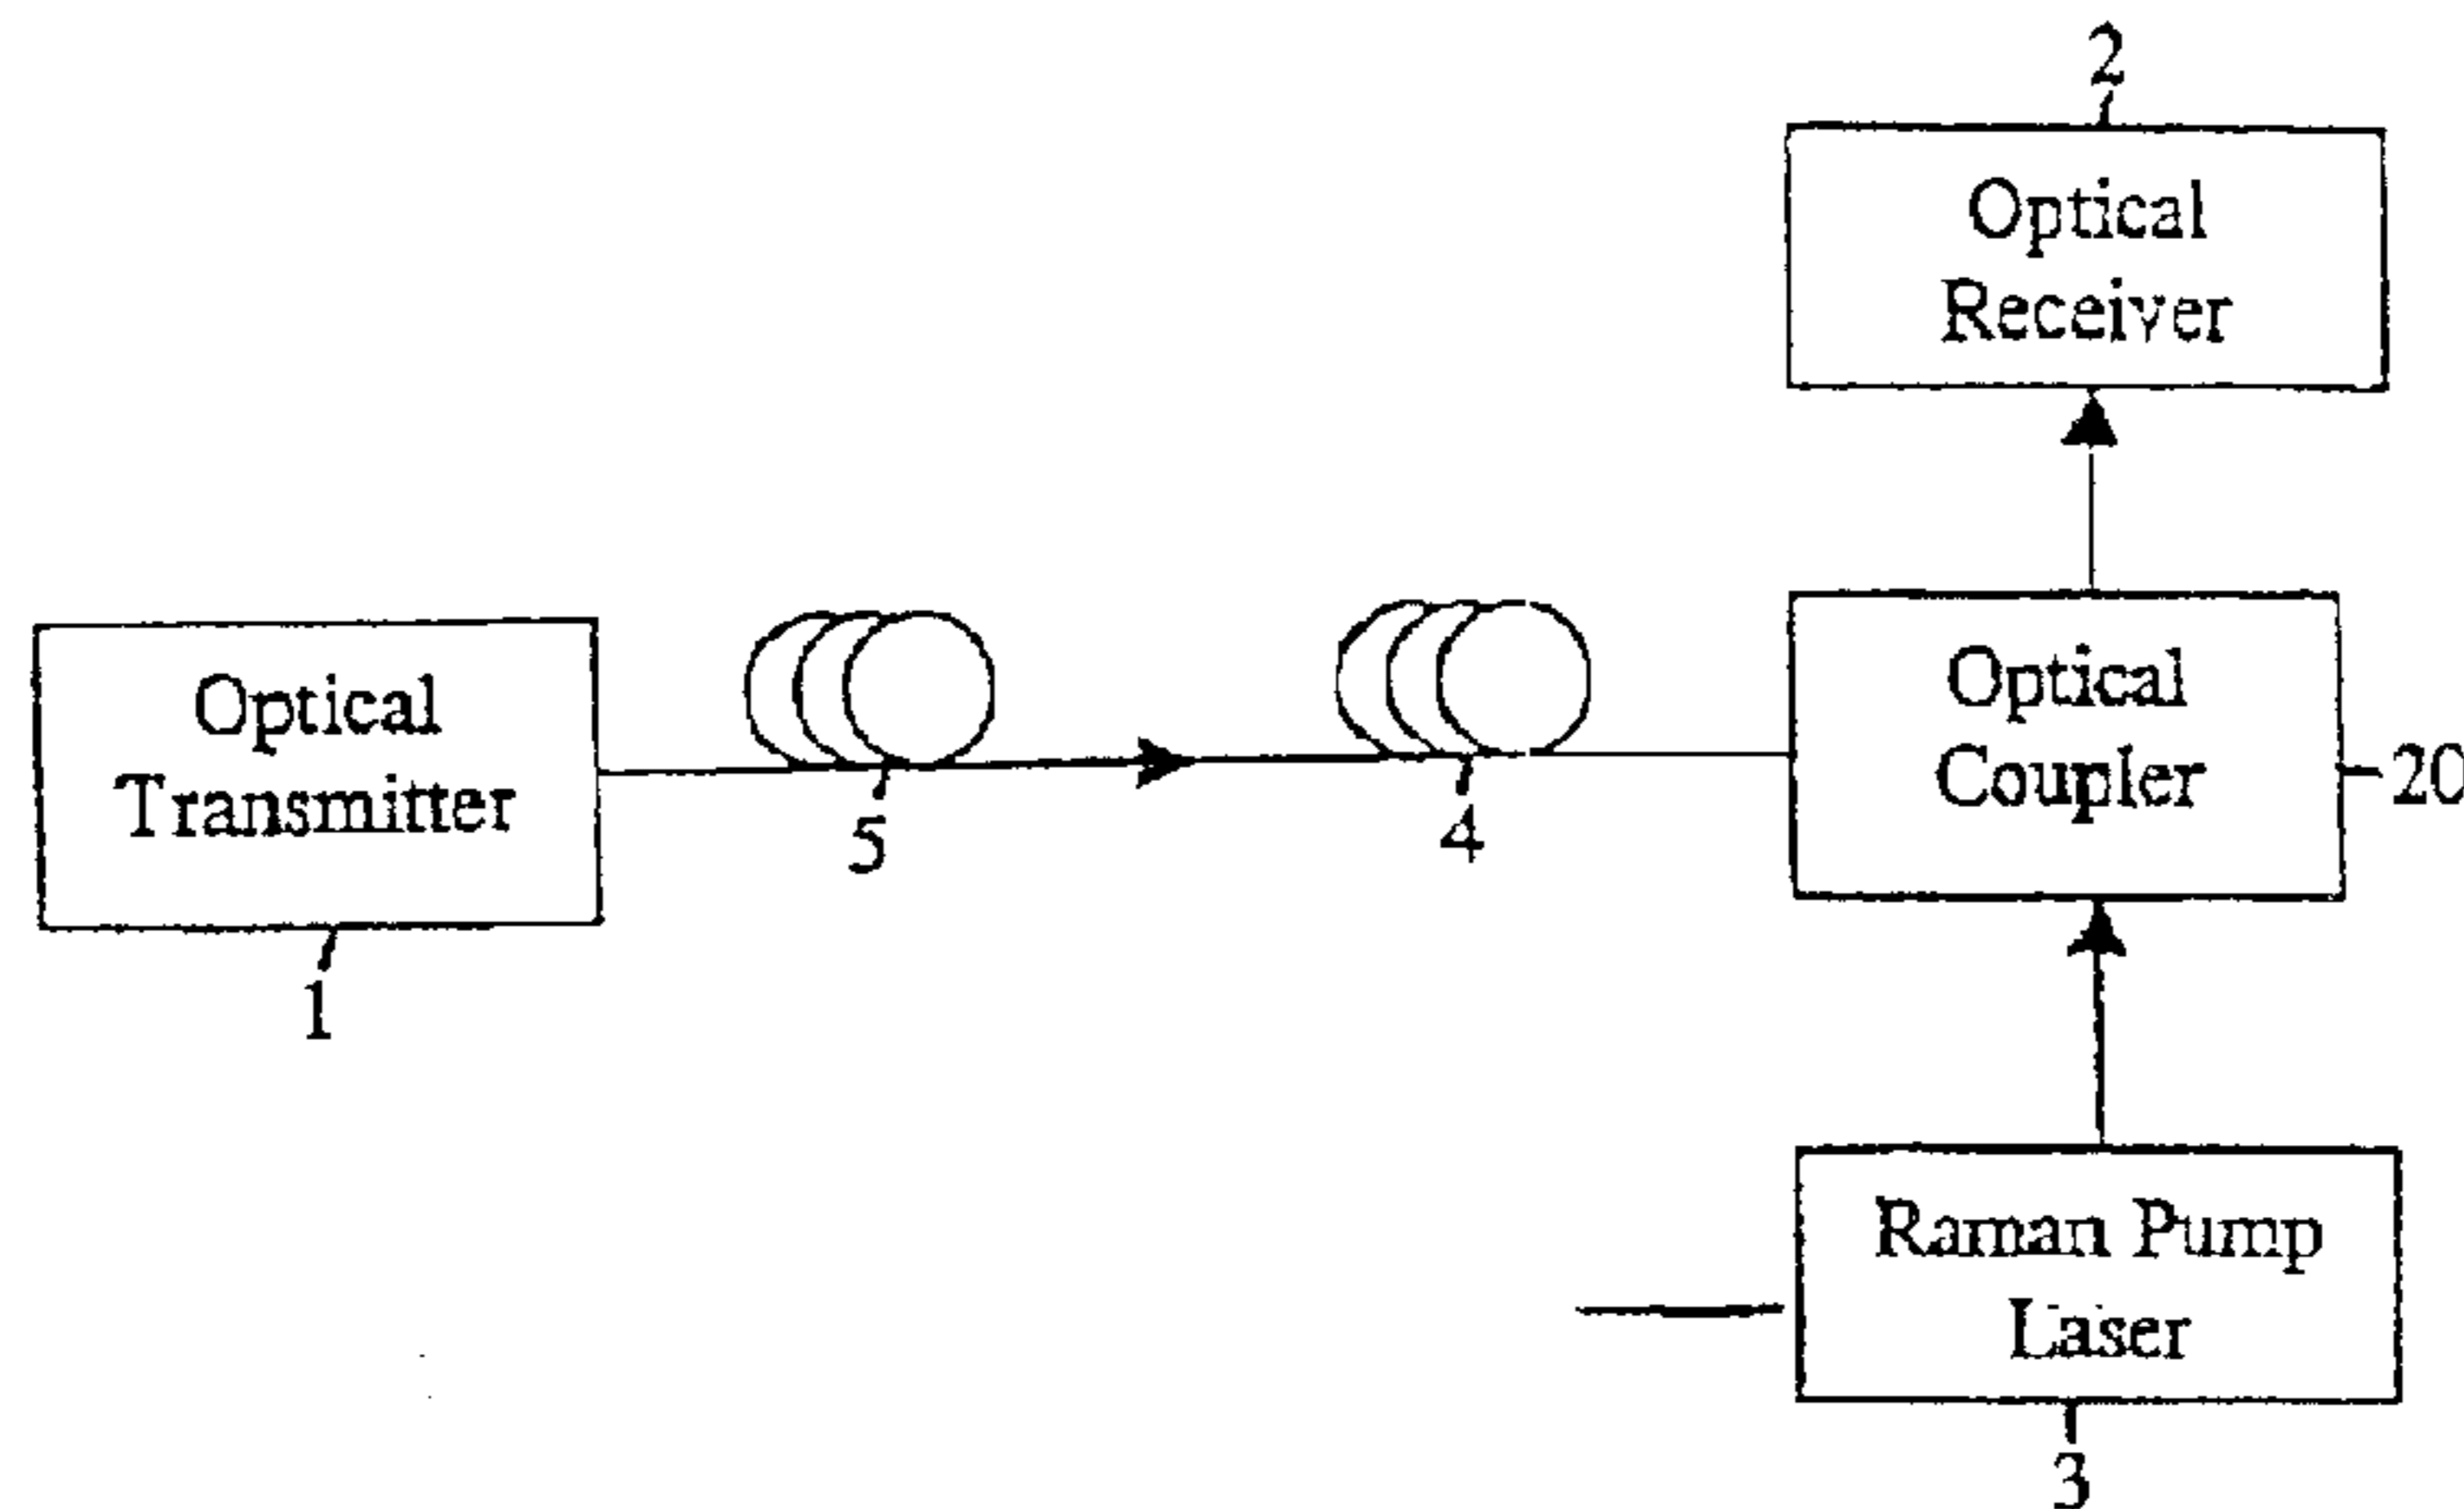 2
Optical
Receiver
Optical
Transmitter
1
5
4
Optical
Coupler
20
Raman Pump
Laser
3